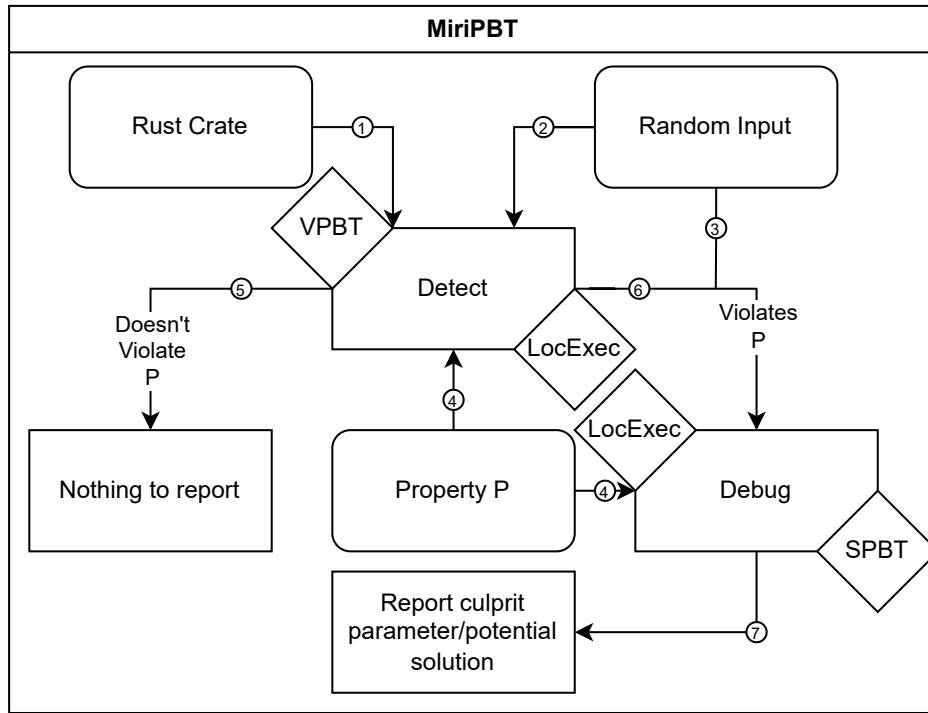 MiriPBT
Rust Crate
1
2
Random Input
VPBT
3
Detect
5
6
Doesn't
Violate
P
Violates
P
LocExec
4
LocExec
Nothing to report
Property P
4
Debug
SPBT
Report culprit
parameter/potential
solution
7